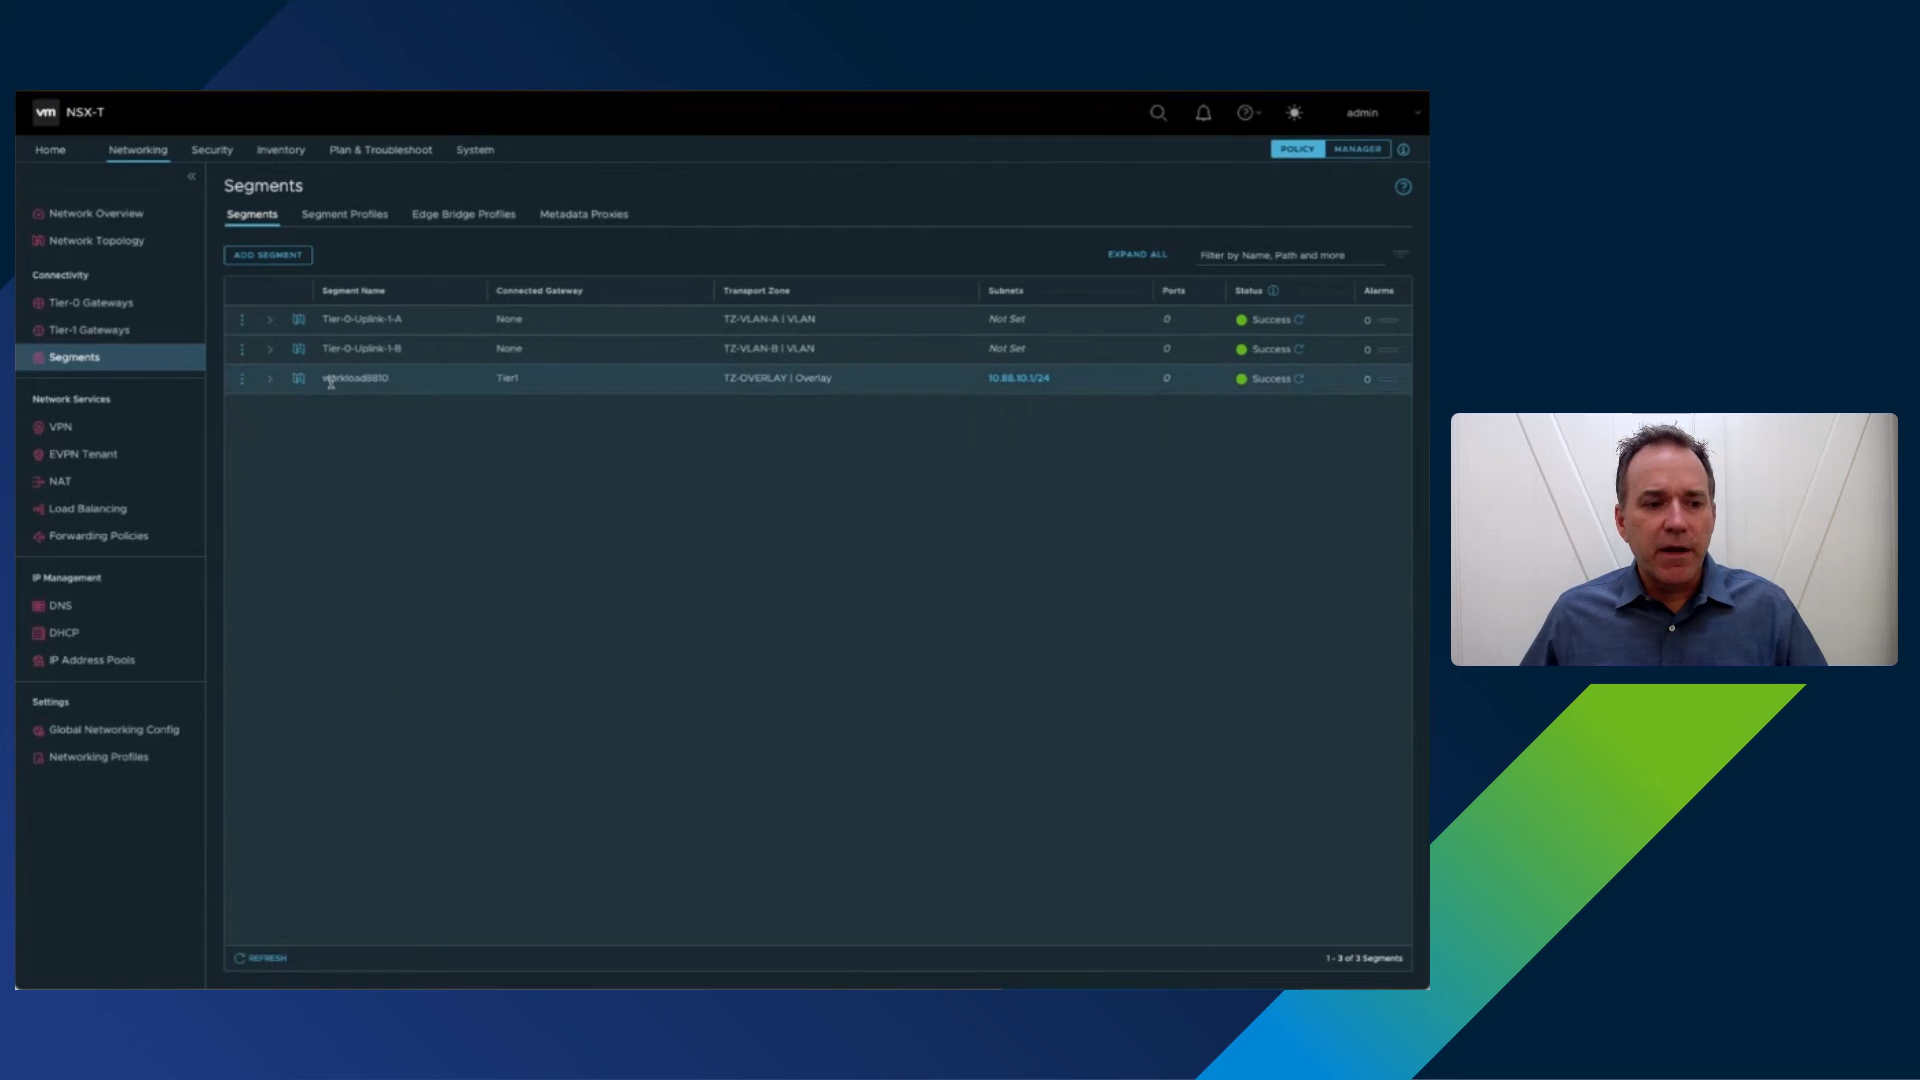 vm NSX-T
admin
Home Networking Security Inventory Plan & Troubleshoot System
POLICY MANAGER
Segments
Segments Segment Profiles Edge Bridge Profiles Metadata Proxies
ADD SEGMENT
EXPAND ALL
Filter by Name, Path and more
Segment Name Connected Gateway Transport Zone Subnets Ports Status Alarms
Tier-0-Uplink-1-A None TZ-VLAN-A | VLAN Not Set 0 Success 0
Tier-0-Uplink-1-B None TZ-VLAN-B | VLAN Not Set 0 Success 0
workload8810 Tier1 TZ-OVERLAY | Overlay 10.88.10.1/24 0 Success 0
REFRESH
1 - 3 of 3 Segments
Network Overview
Network Topology
Connectivity
Tier-0 Gateways
Tier-1 Gateways
Segments
Network Services
VPN
EVPN Tenant
NAT
Load Balancing
Forwarding Policies
IP Management
DNS
DHCP
IP Address Pools
Settings
Global Networking Config
Networking Profiles